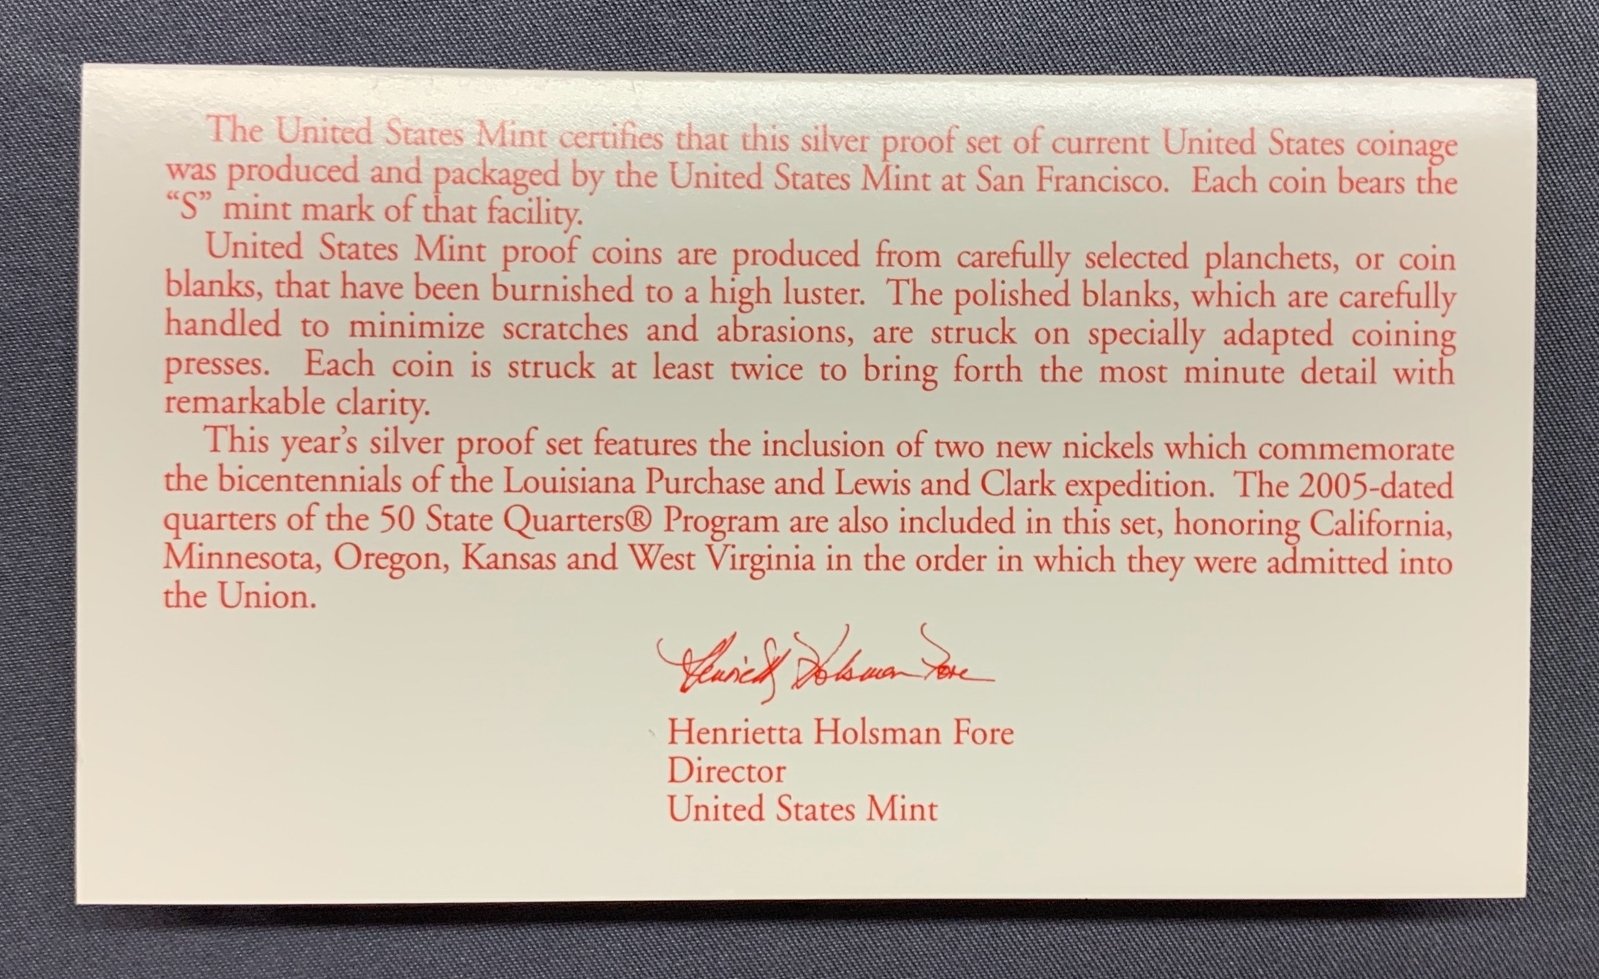 The United States Mint certifies that this silver proof set of current United States coinage
was produced and packaged by the United States Mint at San Francisco. Each coin bears the
“S” mint mark of that facility.
United States Mint proof coins are produced from carefully selected planchets, or coin
blanks, that have been burnished to a high luster. The polished blanks, which are carefully
handled to minimize scratches and abrasions, are struck on specially adapted coining
presses. Each coin is struck at least twice to bring forth the most minute detail with
remarkable clarity.
This year’s silver proof set features the inclusion of two new nickels which commemorate
the bicentennials of the Louisiana Purchase and Lewis and Clark expedition. The 2005-dated
quarters of the 50 State Quarters® Program are also included in this set, honoring California,
Minnesota, Oregon, Kansas and West Virginia in the order in which they were admitted into
the Union.
Henrietta Holsman Fore
Henrietta Holsman Fore
Director
United States Mint